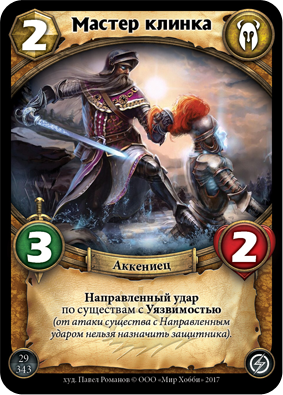 2
Мастер клинка
3
2
Аккениец
Направленный удар
по существам с Уязвимостью
(от атаки существа с Направленным
ударом нельзя назначить защитника).
29
343
худ. Павел Романов © ООО «Мир Хобби» 2017